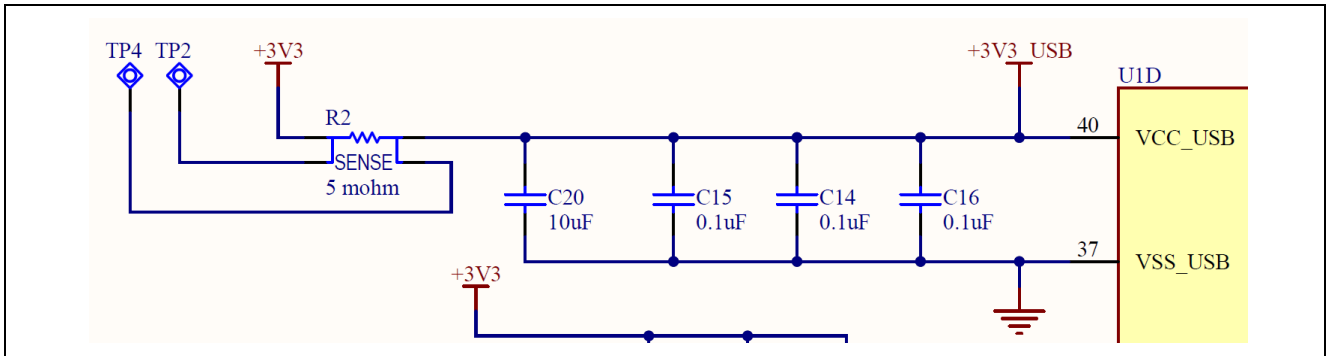 TP4 TP2 +3V3 +3V3_USB
U1D
R2
40 VCC_USB
SENSE
5 mohm
C20 C15 C14 C16
10uF 0.1uF 0.1uF 0.1uF
37 VSS_USB
+3V3